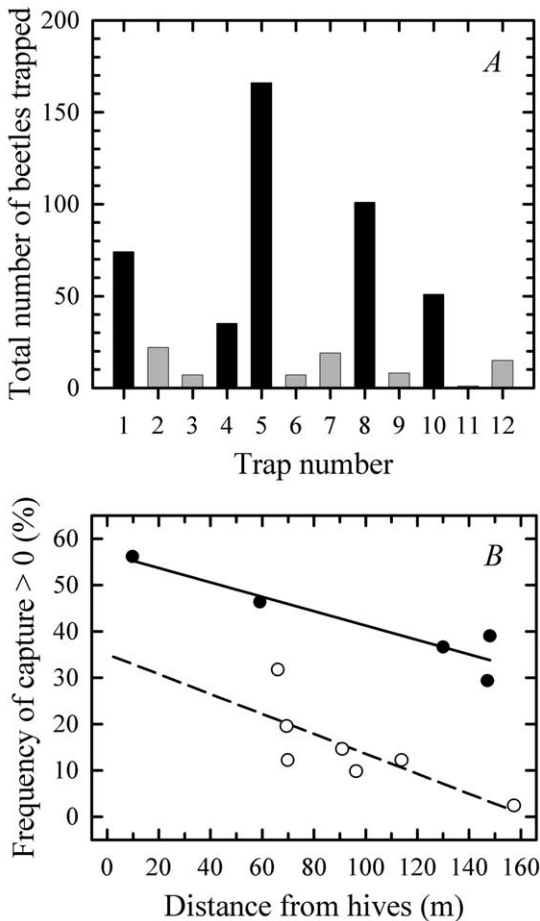 Total number of beetles trapped
200
150
100
50
0
A
1 2 3 4 5 6 7 8 9 10 11 12
Trap number
Frequency of capture > 0 (%)
60
50
40
30
20
10
0
B
0 20 40 60 80 100 120 140 160
Distance from hives (m)